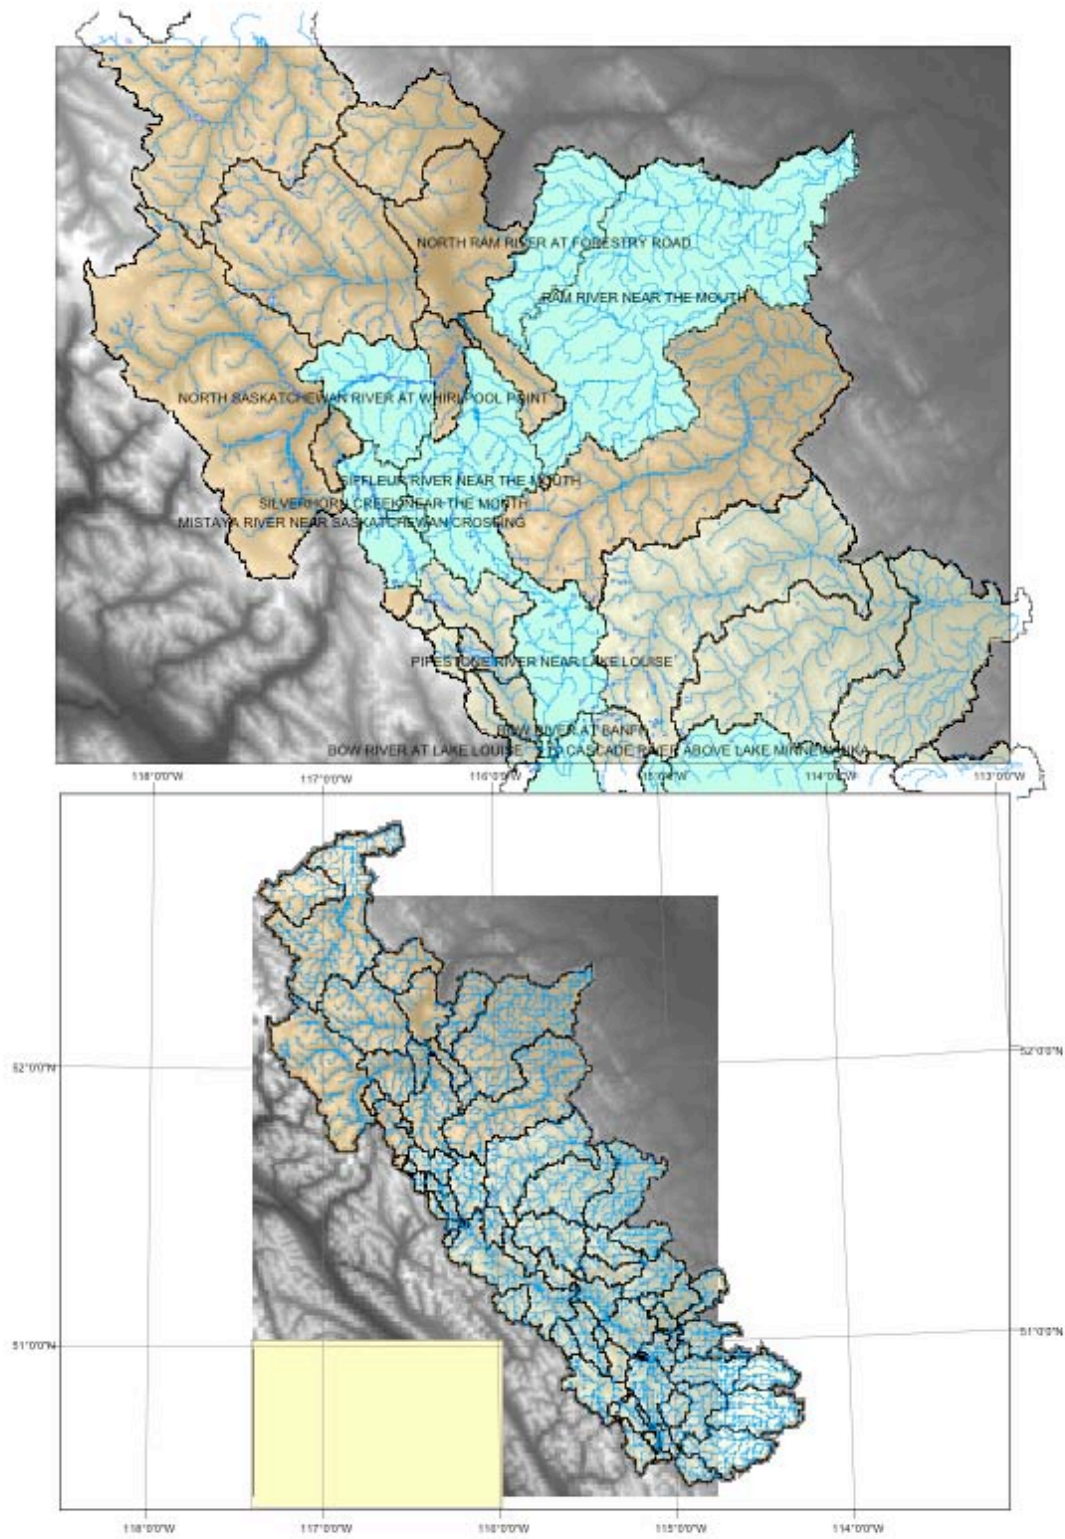 NORTH RAM RIVER AT FORESTRY ROAD
RAM RIVER NEAR THE MOUTH
NORTH SASKATCHEWAN RIVER AT WHIRLPOOL POINT
SIFFLEUR RIVER NEAR THE MOUTH
SILVERHORN CREEK NEAR THE MONTH
MISTAYA RIVER NEAR SASKATCHEWAN CROSSING
PIPESTONE RIVER NEAR LAKE LOUISE
BOW RIVER AT BANFF
BOW RIVER AT LAKE LOUISE CASCADE RIVER ABOVE LAKE MINNEWANKA
118°0'0"W 117°0'0"W 116°0'0"W 115°0'0"W 114°0'0"W 113°0'0"W
52°0'0"N 52°0'0"N
51°0'0"N 51°0'0"N
118°0'0"W 117°0'0"W 116°0'0"W 115°0'0"W 114°0'0"W